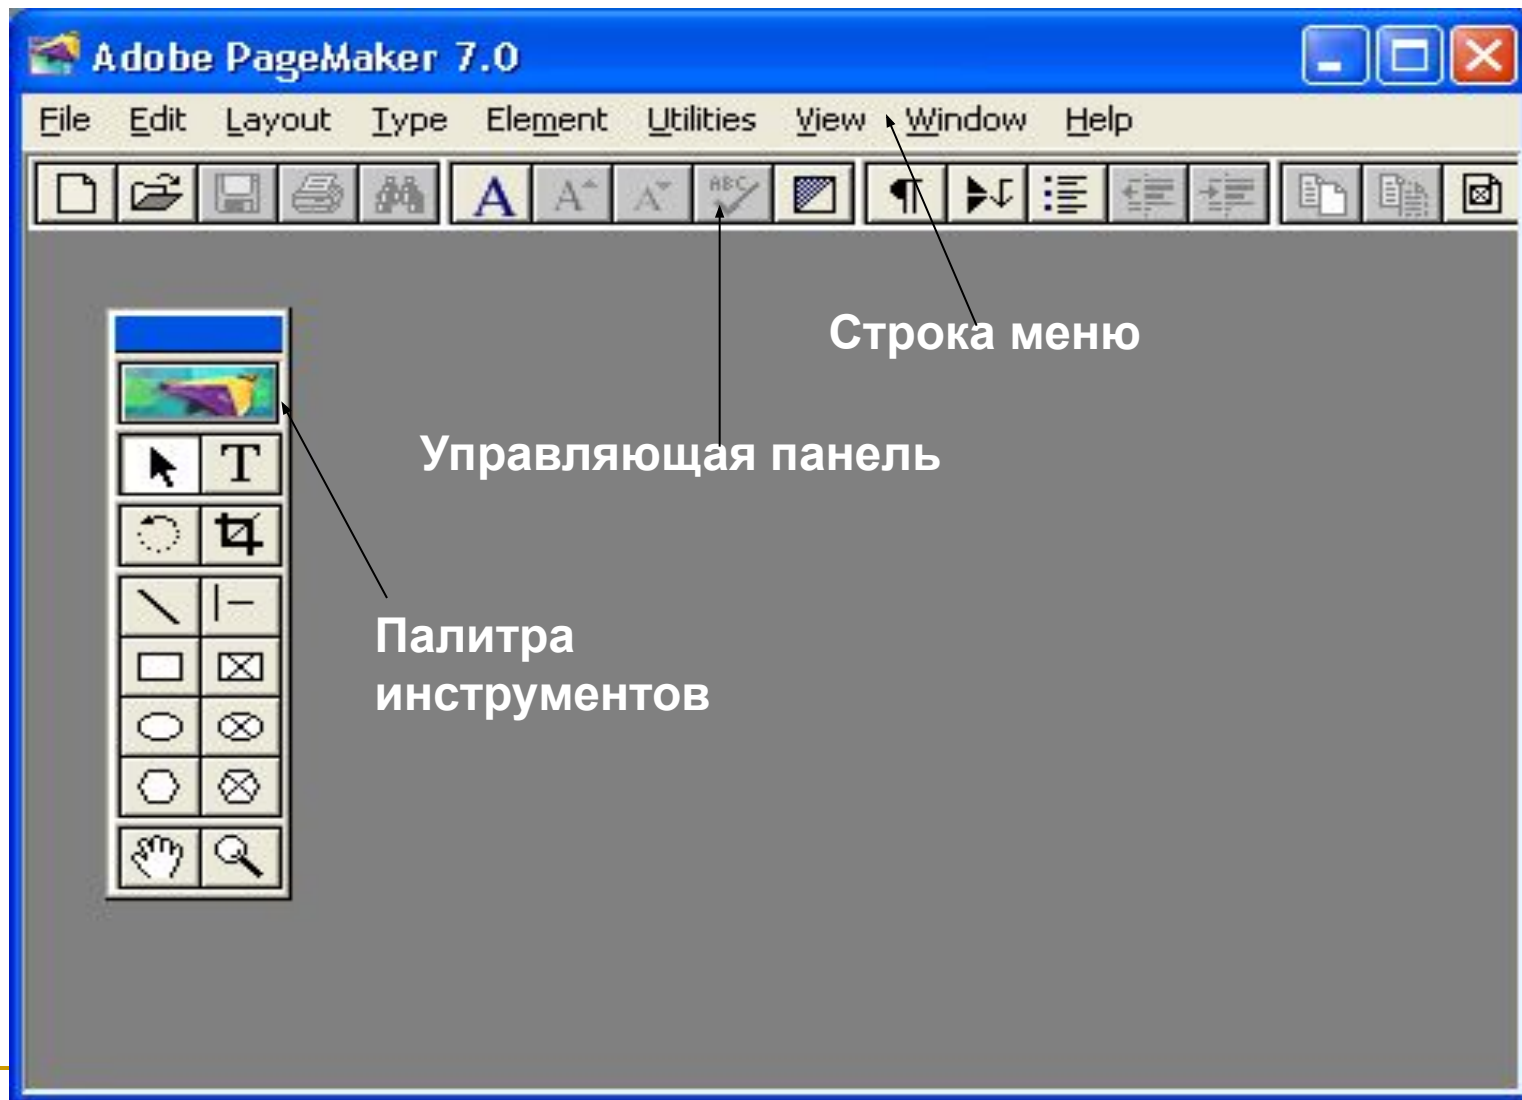 Adobe PageMaker 7.0
File Edit Layout Type Element Utilities View Window Help
A A A ABC
Строка меню
Управляющая панель
T
Палитра
инструментов